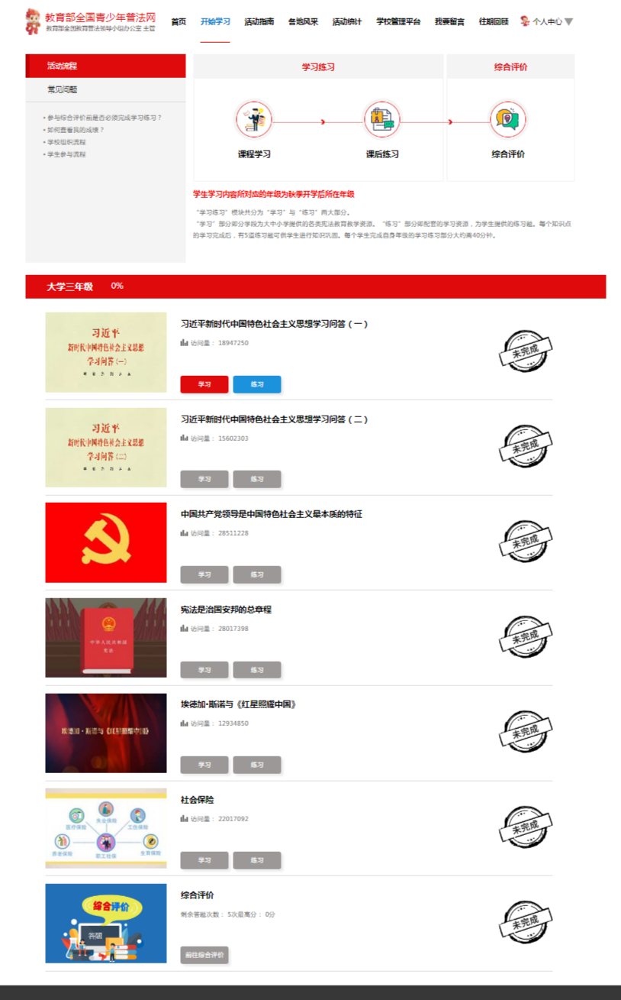 教育部全国青少年普法网
教育部全国教育普法领导小组办公室 主管
首页 开始学习 活动指南 各地风采 活动统计 学校管理平台 我要留言 往期回顾 个人中心
活动流程
常见问题
• 参与综合评价前是否必须完成学习练习？
• 如何查看我的成绩？
• 学校组织流程
• 学生参与流程
学习练习
综合评价
课程学习
课后练习
综合评价
学生学习内容所对应的年级为秋季开学后所在年级
“学习练习”模块共分为“学习”与“练习”两大部分。
“学习”部分即分学段为大中小学提供的各类宪法教育教学资源。“练习”部分即配套的学习资源，为学生提供的练习题。每个知识点
的学习完成后，有5道练习题可供学生进行知识巩固。每个学生完成自身年级的学习练习部分大约需40分钟。
大学三年级 0%
习近平
新时代中国特色社会主义思想
学习问答(一)
习近平新时代中国特色社会主义思想学习问答（一）
访问量： 18947250
学习 练习
未完成
习近平
新时代中国特色社会主义思想
学习问答(二)
习近平新时代中国特色社会主义思想学习问答（二）
访问量： 15602303
学习 练习
未完成
中国共产党领导是中国特色社会主义最本质的特征
访问量： 28511228
学习 练习
未完成
中华人民共和国
宪法
宪法是治国安邦的总章程
访问量： 28017398
学习 练习
未完成
埃德加·斯诺与《红星照耀中国》
埃德加·斯诺与《红星照耀中国》
访问量： 12934850
学习 练习
未完成
失业保险
医疗保险 工伤保险
养老保险 职工社保 生育保险
社会保险
访问量： 22017092
学习 练习
未完成
综合评价
答题
综合评价
剩余答题次数： 5次最高分： 0分
前往综合评价
未完成